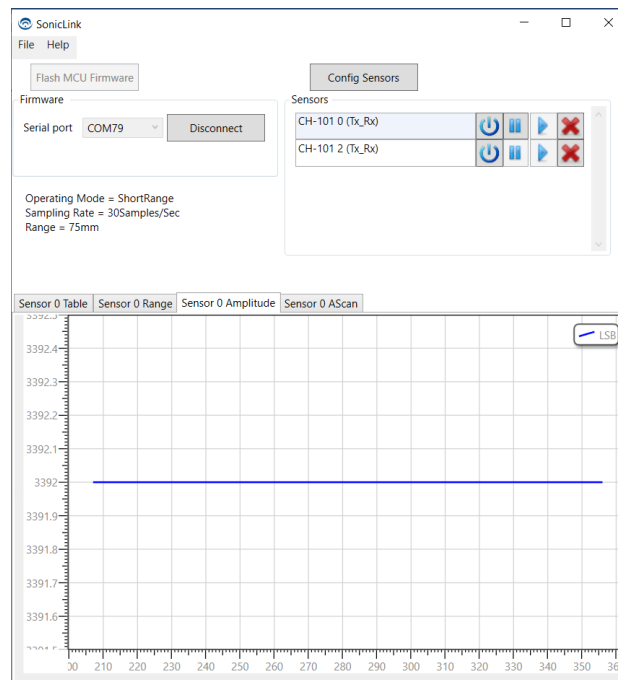 SonicLink
File Help
Flash MCU Firmware
Config Sensors
Firmware
Serial port COM79 Disconnect
Sensors
CH-101 0 (Tx_Rx)
CH-101 2 (Tx_Rx)
Operating Mode = ShortRange
Sampling Rate = 30Samples/Sec
Range = 75mm
Sensor 0 Table Sensor 0 Range Sensor 0 Amplitude Sensor 0 AScan
LSB
3392.5
3392.4
3392.3
3392.2
3392.1
3392
3391.9
3391.8
3391.7
3391.6
210 220 230 240 250 260 270 280 290 300 310 320 330 340 350